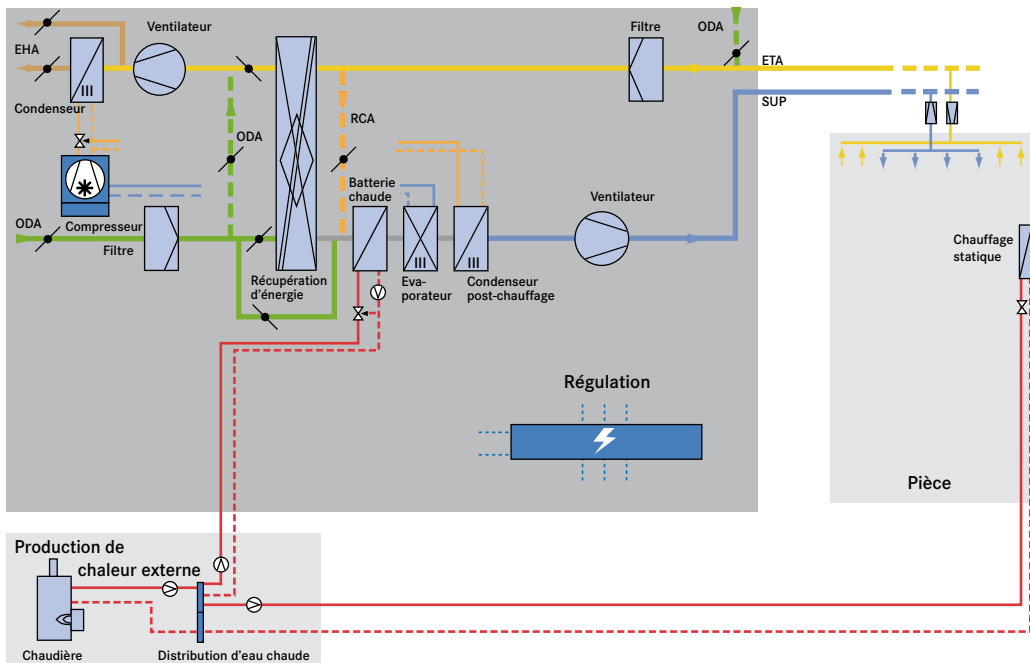 Ventilateur
Filtre
ODA
EHA
ETA
Condenseur
SUP
RCA
ODA
Batterie
chaude
Compresseur
ODA
Filtre
Ventilateur
Récupération
d'énergie
Eva-
porateur
Condenseur
post-chauffage
Chauffage
statique
Régulation
Pièce
Production de
chaleur externe
Chaudière
Distribution d'eau chaude